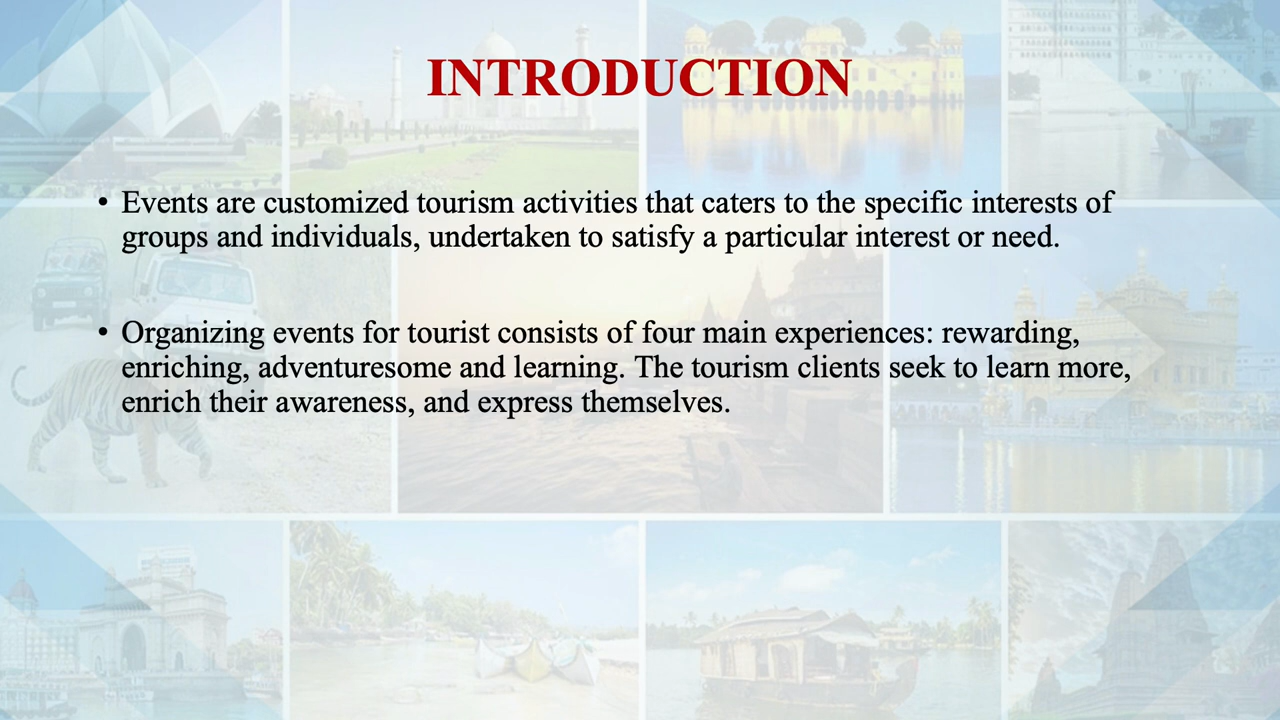 INTRODUCTION
• Events are customized tourism activities that caters to the specific interests of
groups and individuals, undertaken to satisfy a particular interest or need.
• Organizing events for tourist consists of four main experiences: rewarding,
enriching, adventuresome and learning. The tourism clients seek to learn more,
enrich their awareness, and express themselves.